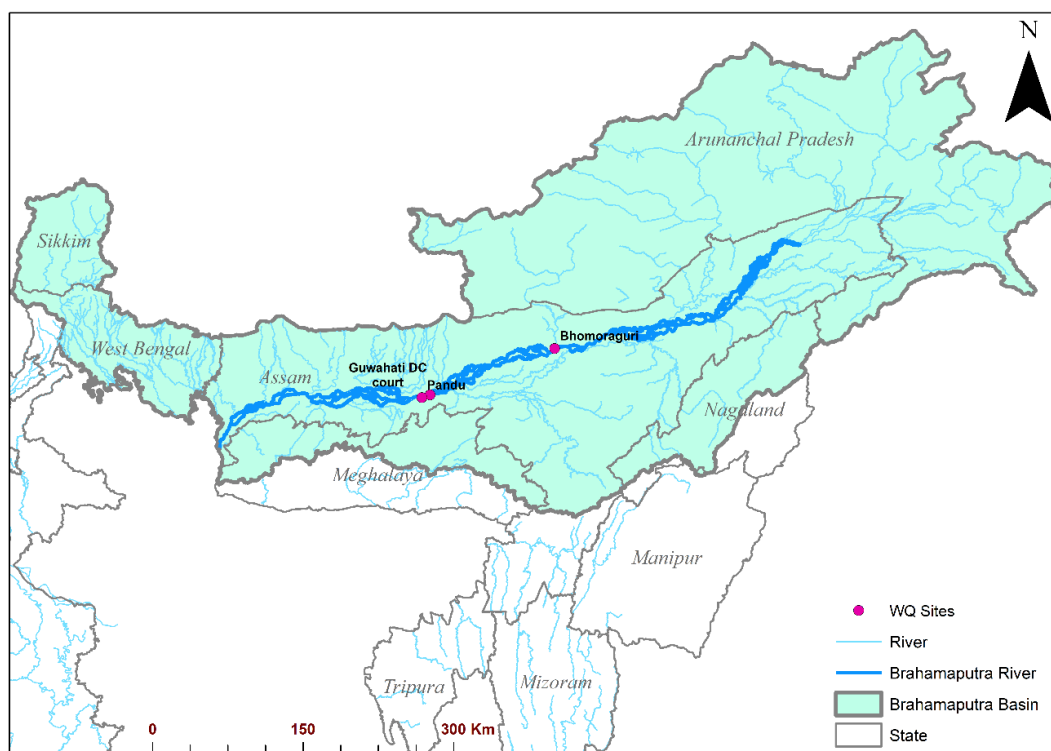 N
Arunanchal Pradesh
Sikkim
West Bengal
Bhomoraguri
Guwahati DC
court
Assam
Pandu
Nagaland
Meghalaya
Manipur
Tripura
Mizoram
WQ Sites
River
Brahamaputra River
Brahamaputra Basin
State
0 150 300 Km